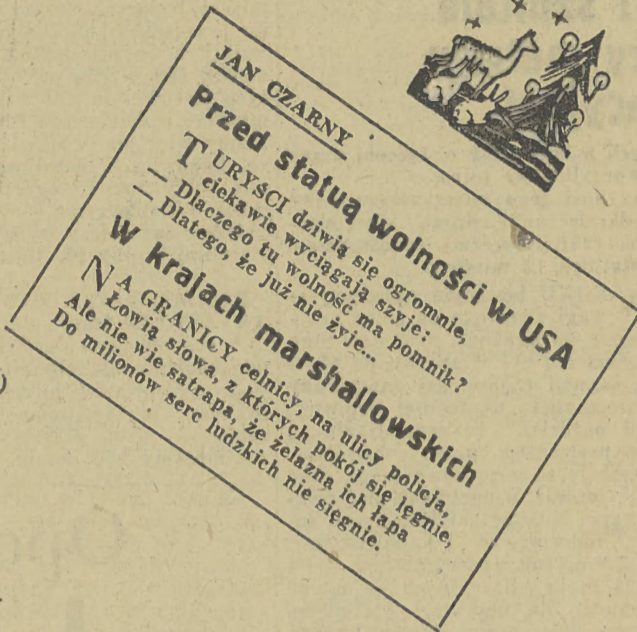 JAN CZARNY
Przed statuą wolności w USA
TURYŚCI dziwią się ogromnie,
ciekawie wyciągają szyje:
— Dlaczego tu wolność ma pomnik?
— Dlatego, że już nie żyje...
W krajach marshallowskich
NA GRANICY celnicy, na ulicy policja,
Łowią słowa, z których pokój się lęgnie,
Ale nie wie satrapa, że żelazną ich łapa
Do milionów serc ludzkich nie sięgnie.